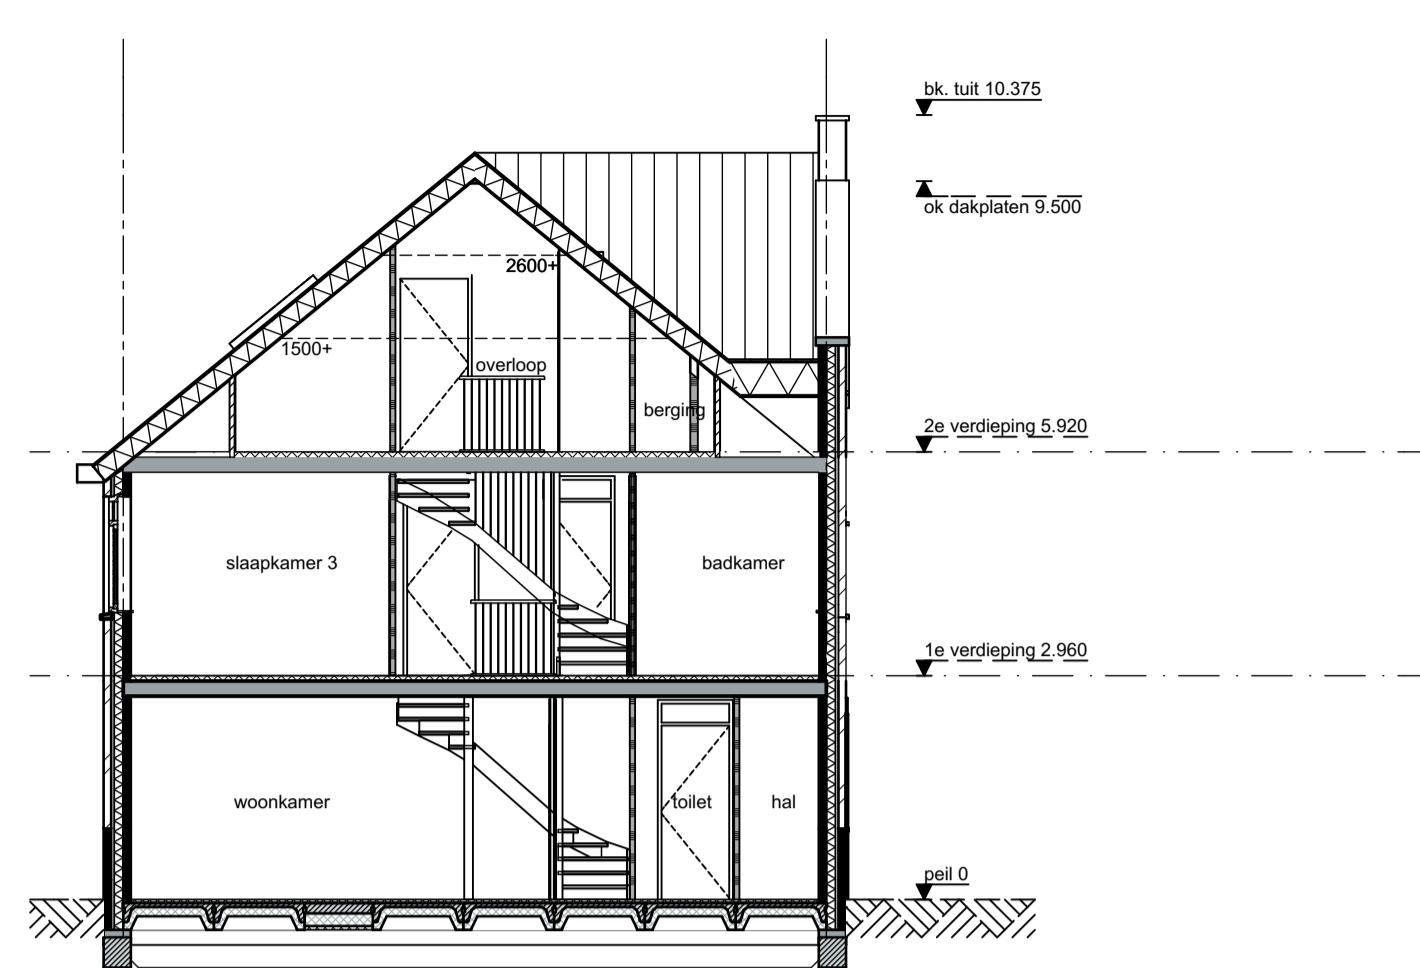 bk. tuit 10.375
ok dakplaten 9.500
2600+
1500+
overloop
berging
2e verdieping 5.920
slaapkamer 3
badkamer
1e verdieping 2.960
woonkamer
toilet
hal
peil 0